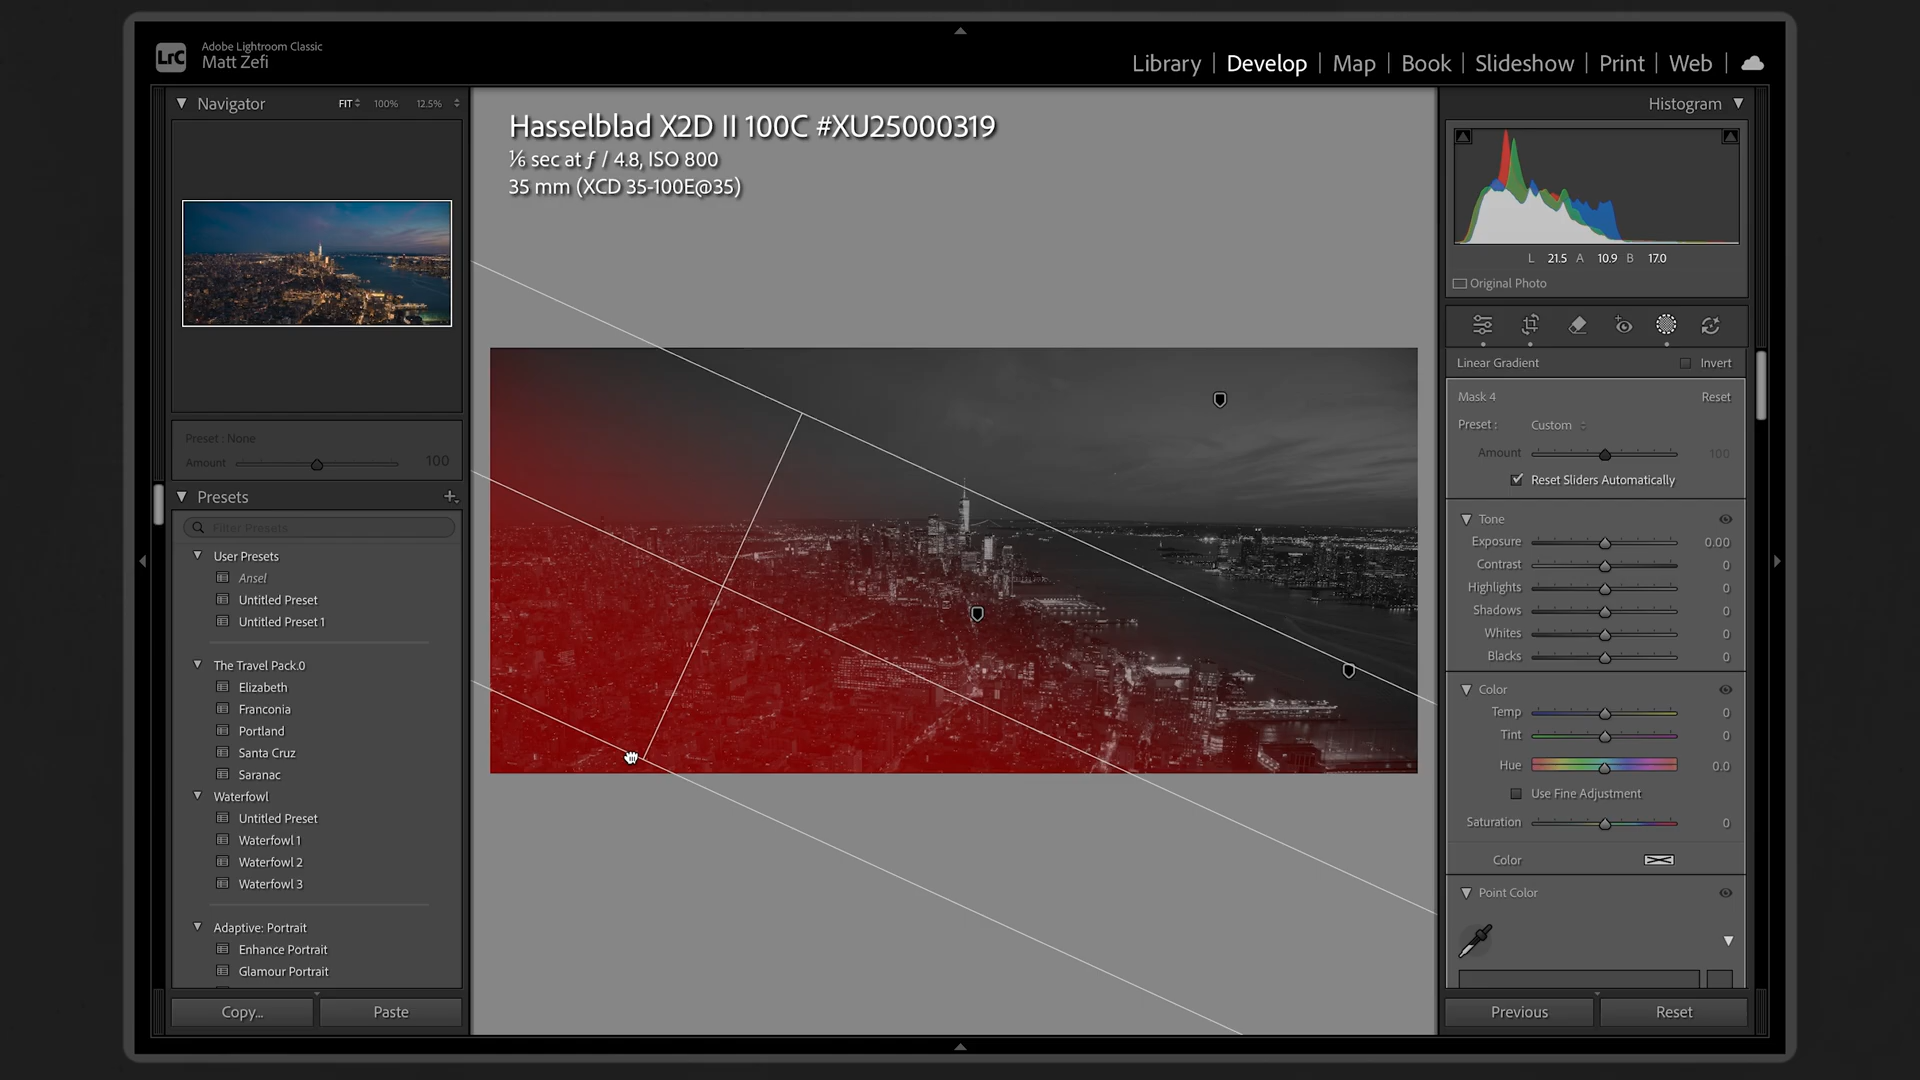 LrC
Adobe Lightroom Classic
Matt Zefi
Library | Develop | Map | Book | Slideshow | Print | Web |
Navigator
FIT 100% 12.5%
Preset : None
Amount 100
Presets
Filter Presets
User Presets
Ansel
Untitled Preset
Untitled Preset 1
The Travel Pack.0
Elizabeth
Franconia
Portland
Santa Cruz
Saranac
Waterfowl
Untitled Preset
Waterfowl 1
Waterfowl 2
Waterfowl 3
Adaptive: Portrait
Enhance Portrait
Glamour Portrait
Copy...
Paste
Hasselblad X2D II 100C #XU25000319
⅙ sec at ƒ / 4.8, ISO 800
35 mm (XCD 35-100E@35)
Histogram
L 21.5 A 10.9 B 17.0
Original Photo
Linear Gradient Invert
Mask 4 Reset
Preset : Custom
Amount 100
Reset Sliders Automatically
Tone
Exposure 0.00
Contrast 0
Highlights 0
Shadows 0
Whites 0
Blacks 0
Color
Temp 0
Tint 0
Hue 0.0
Use Fine Adjustment
Saturation 0
Color
Point Color
Previous
Reset